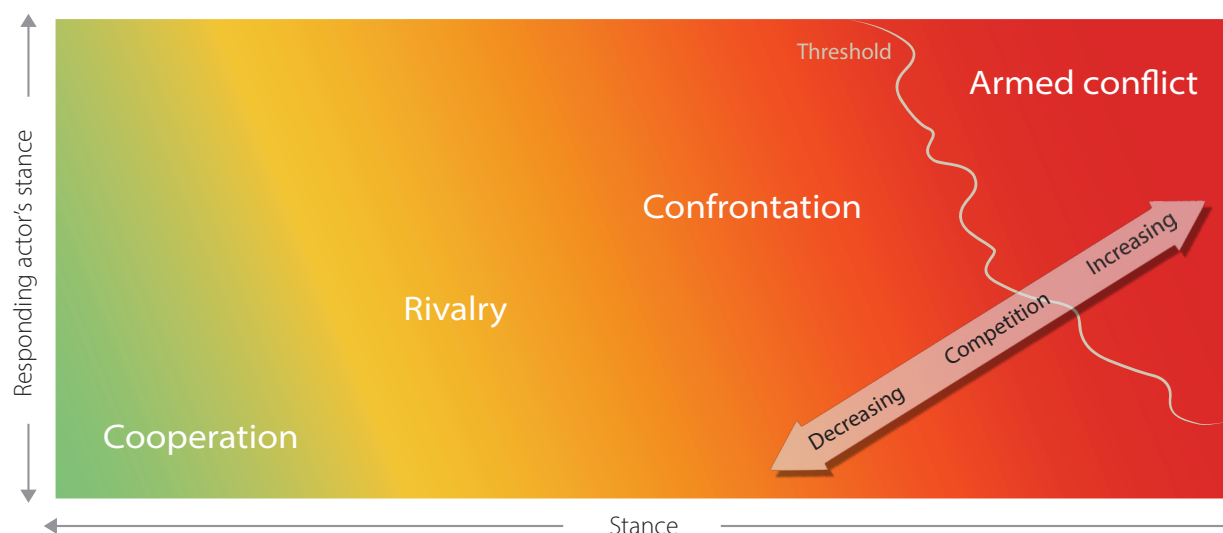 Threshold
Armed conflict
Responding actor's stance
Confrontation
Rivalry
Cooperation
Decreasing Competition Increasing
Stance